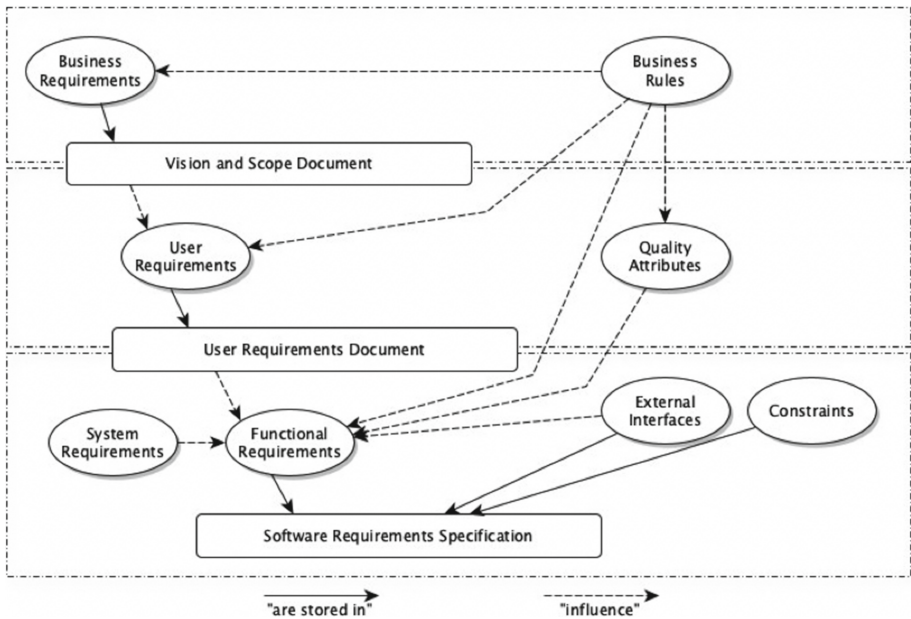 Business
Requirements
Business
Rules
Vision and Scope Document
User
Requirements
Quality
Attributes
User Requirements Document
System
Requirements
Functional
Requirements
External
Interfaces
Constraints
Software Requirements Specification
"are stored in"
"influence"